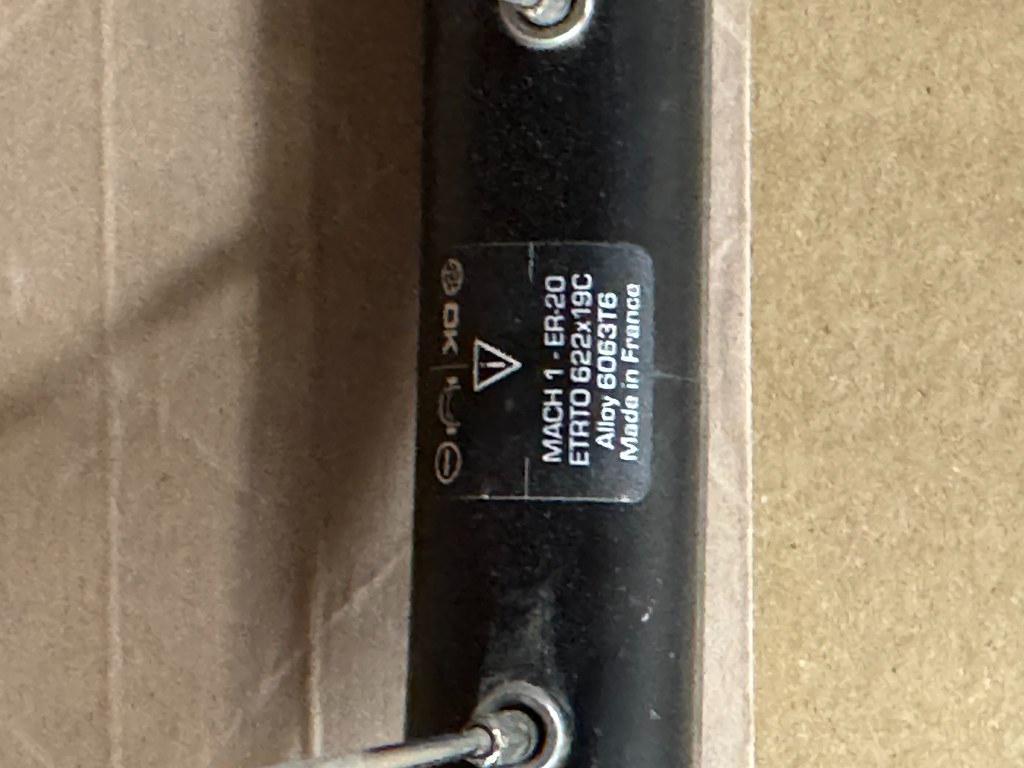 OK
MACH 1 - ER-20
ETRTO 622x19C
Alloy 6063T6
Made in France